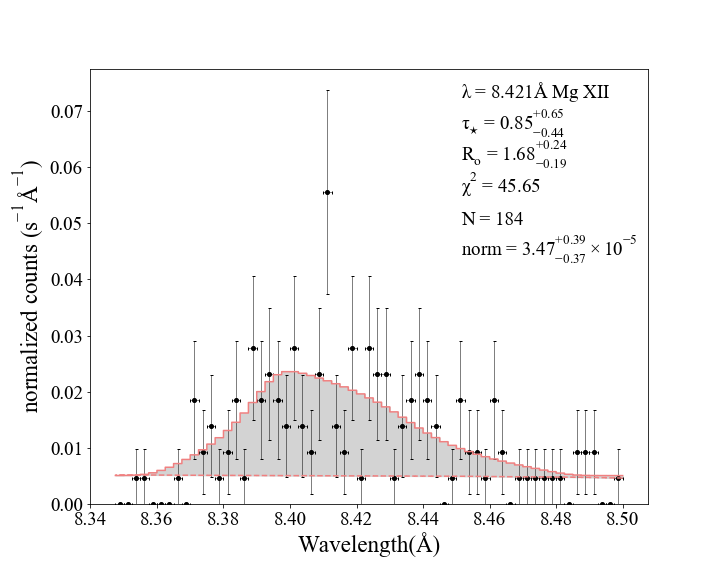 λ = 8.421Å Mg XII
τ⋆ = 0.85 +0.65 −0.44
Ro = 1.68 +0.24 −0.19
χ² = 45.65
N = 184
norm = 3.47 +0.39 −0.37 × 10⁻⁵
normalized counts (s⁻¹Å⁻¹)
0.07
0.06
0.05
0.04
0.03
0.02
0.01
0.00
8.34 8.36 8.38 8.40 8.42 8.44 8.46 8.48 8.50
Wavelength(Å)